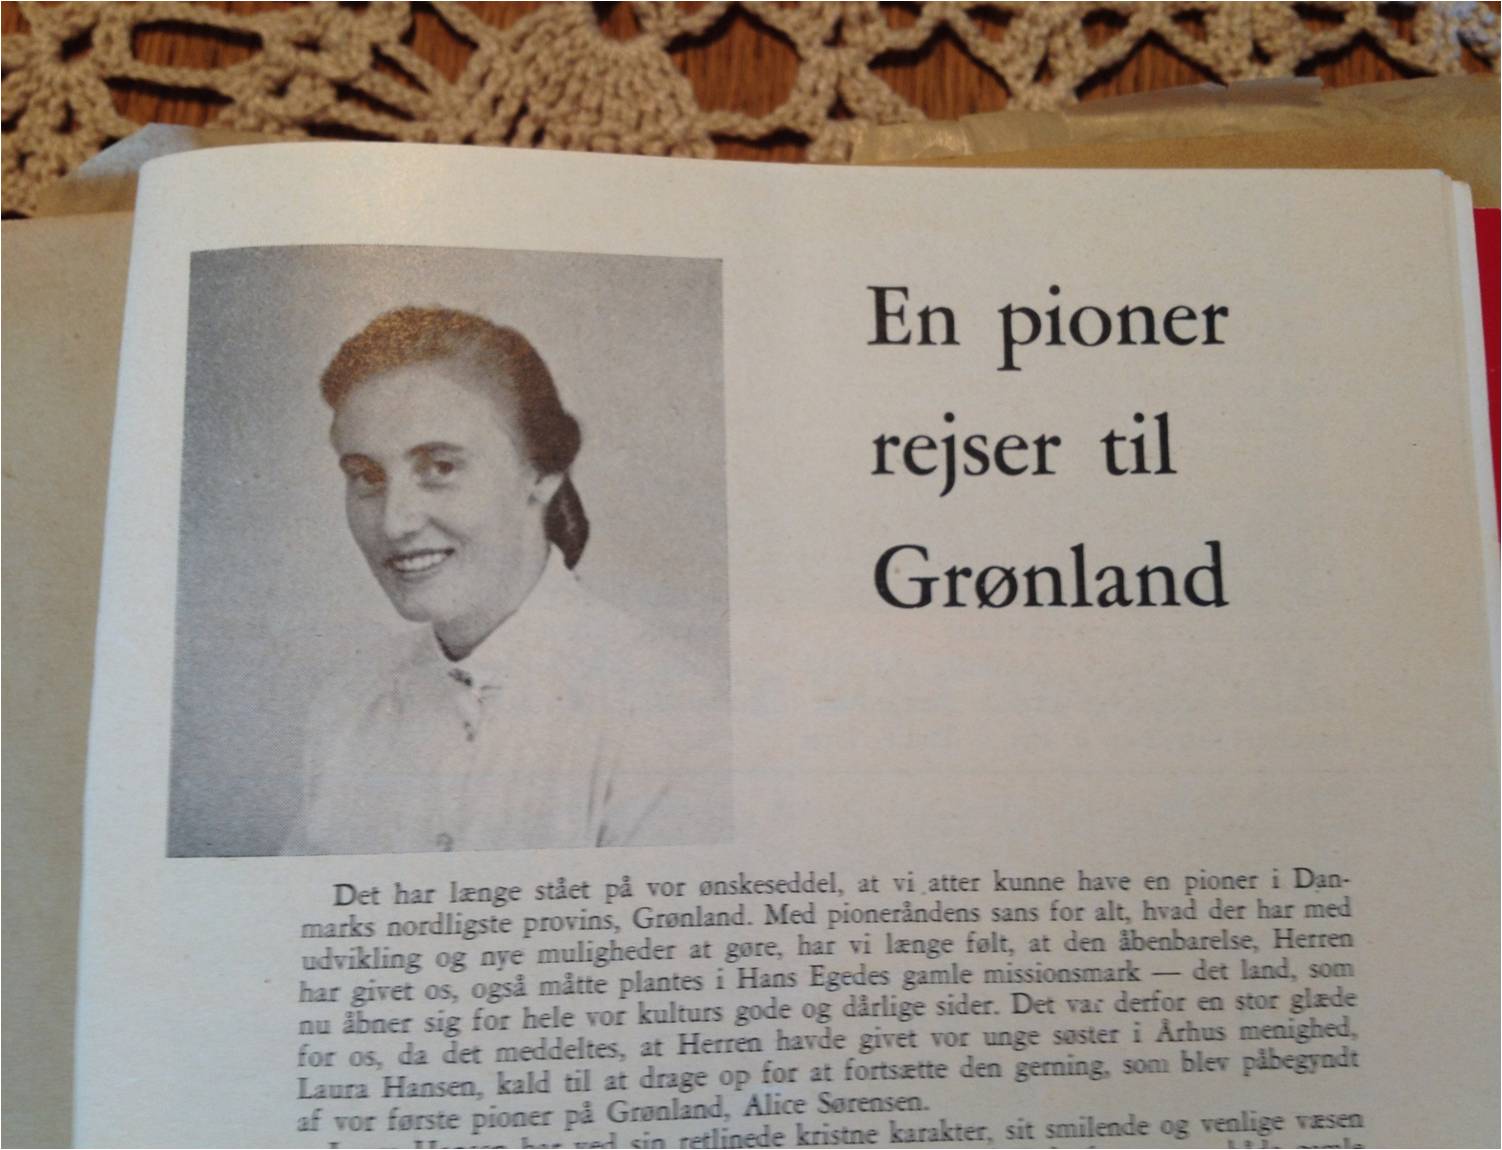 En pioner
rejser til
Grønland
Det har længe stået på vor ønskeseddel, at vi atter kunne have en pioner i Dan-
marks nordligste provins, Grønland. Med pioneråndens sans for alt, hvad der har med
udvikling og nye muligheder at gøre, har vi længe følt, at den åbenbarelse, Herren
har givet os, også måtte plantes i Hans Egedes gamle missionsmark — det land, som
nu åbner sig for hele vor kulturs gode og dårlige sider. Det var derfor en stor glæde
for os, da det meddeltes, at Herren havde givet vor unge søster i Århus menighed,
Laura Hansen, kald til at drage op for at fortsætte den gerning, som blev påbegyndt
af vor første pioner på Grønland, Alice Sørensen.
Hansen har ved sin retlinede kristne karakter, sit smilende og venlige væsen